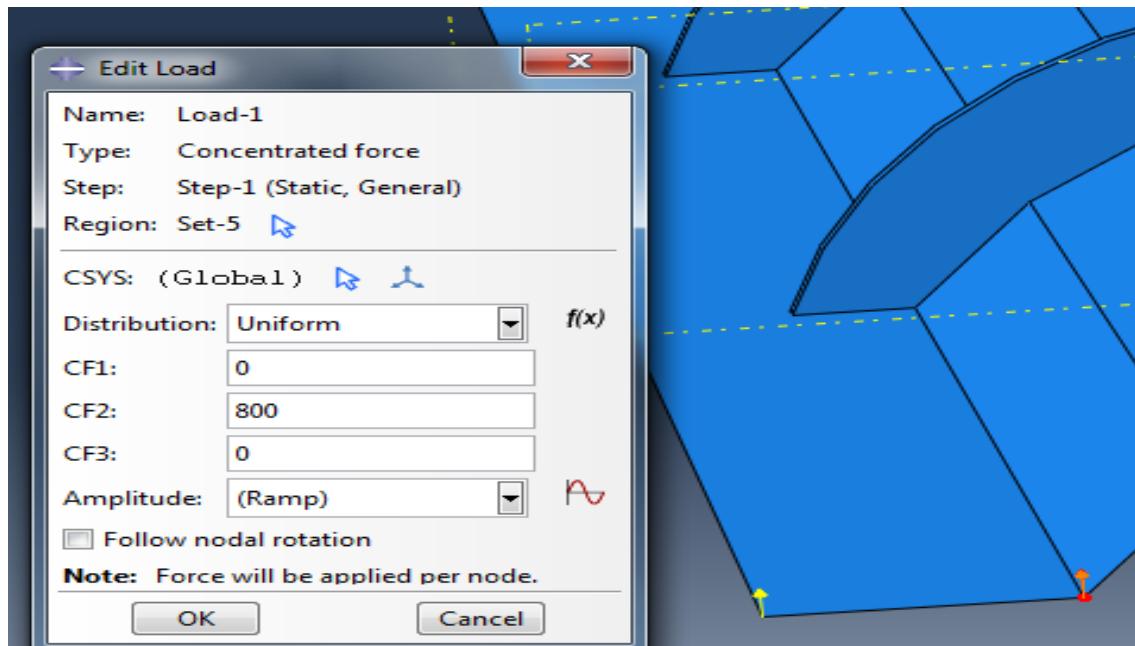 Edit Load
Name: Load-1
Type: Concentrated force
Step: Step-1 (Static, General)
Region: Set-5
CSYS: (Global)
Distribution: Uniform f(x)
CF1: 0
CF2: 800
CF3: 0
Amplitude: (Ramp)
Follow nodal rotation
Note: Force will be applied per node.
OK Cancel